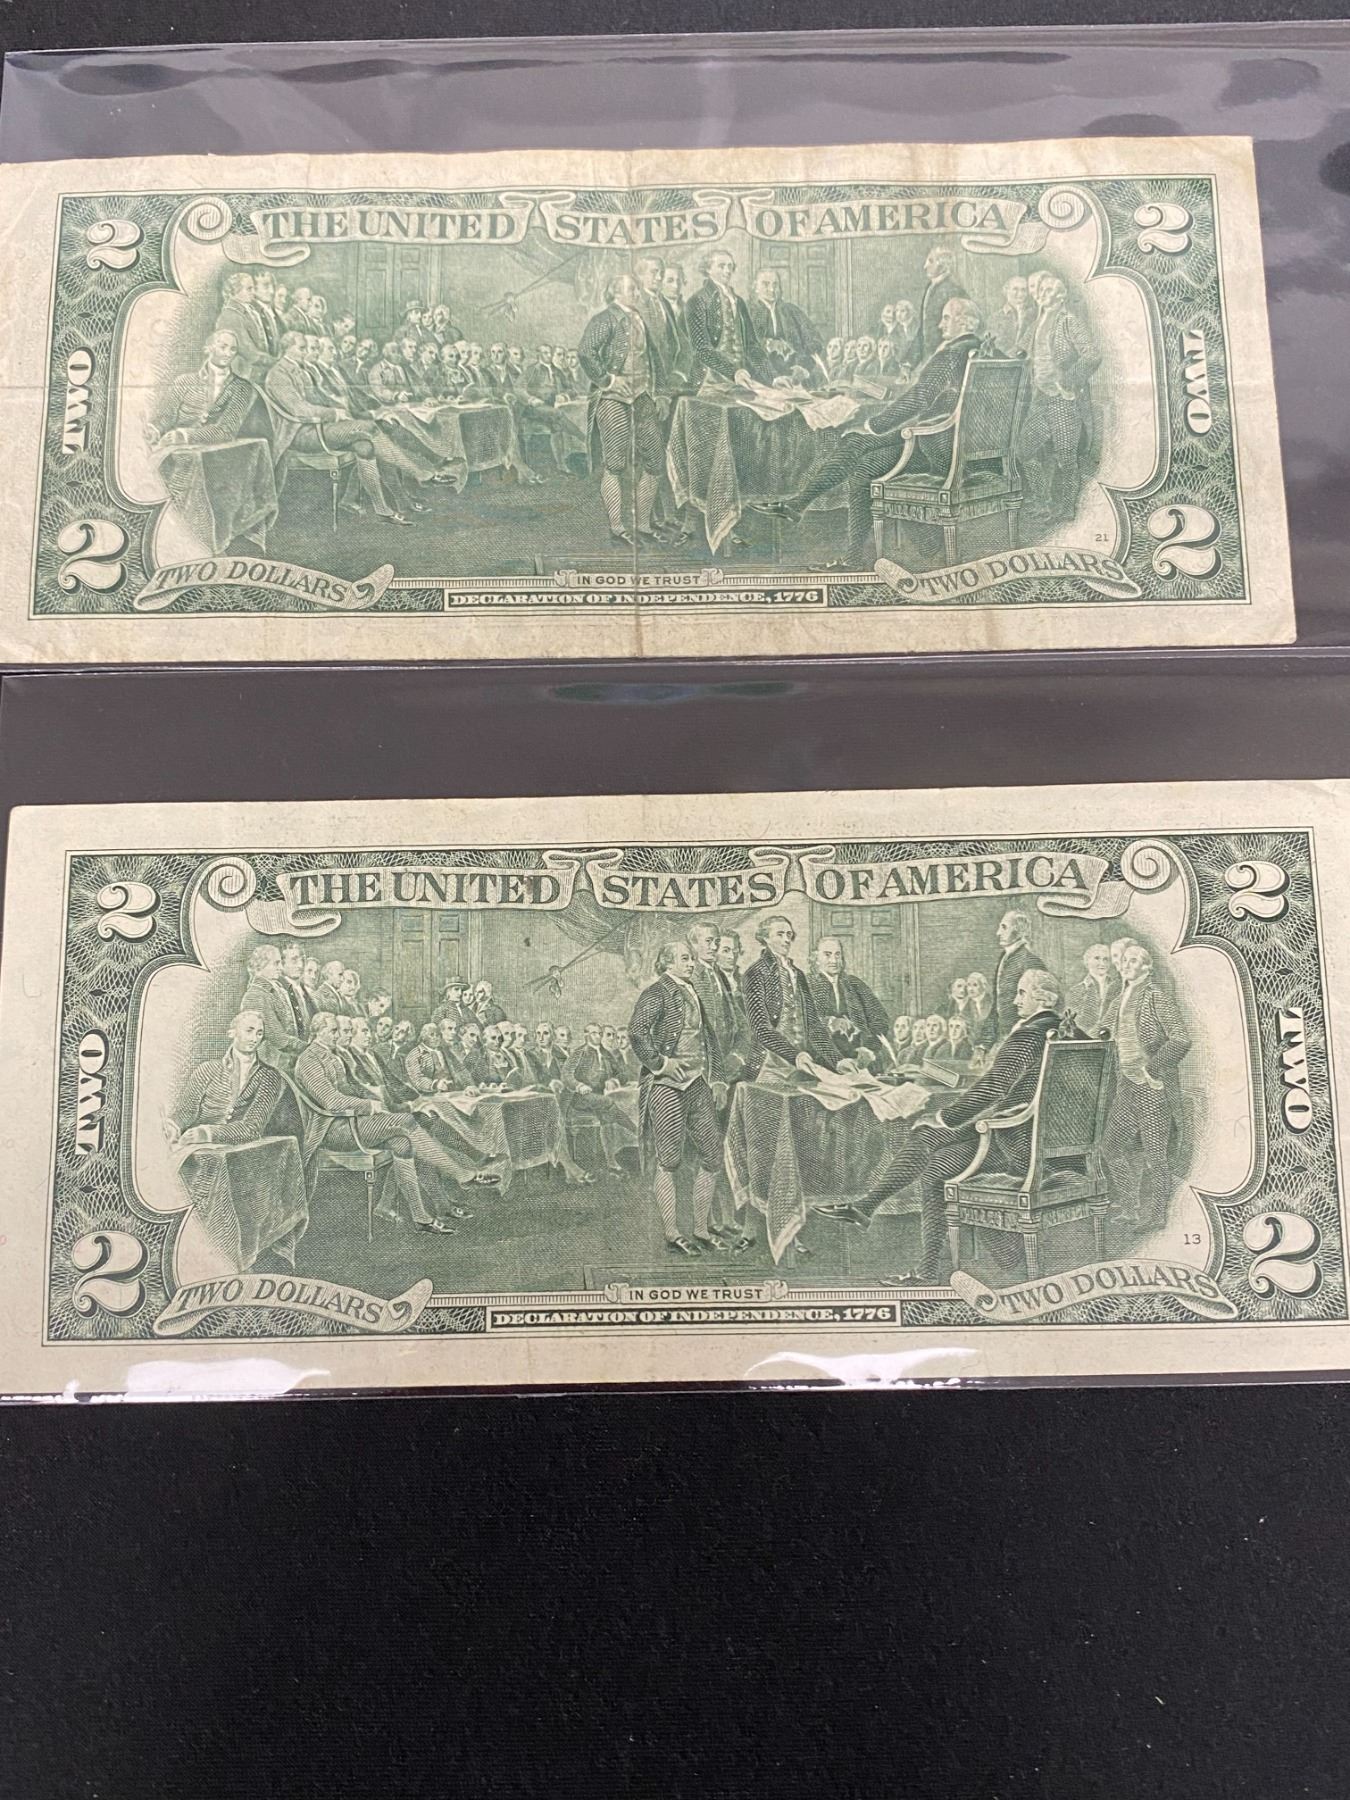 2 THE UNITED STATES OF AMERICA 2
TWO TWO
21
2 TWO DOLLARS IN GOD WE TRUST TWO DOLLARS 2
DECLARATION OF INDEPENDENCE, 1776
2 THE UNITED STATES OF AMERICA 2
TWO TWO
13
2 TWO DOLLARS IN GOD WE TRUST TWO DOLLARS 2
DECLARATION OF INDEPENDENCE, 1776